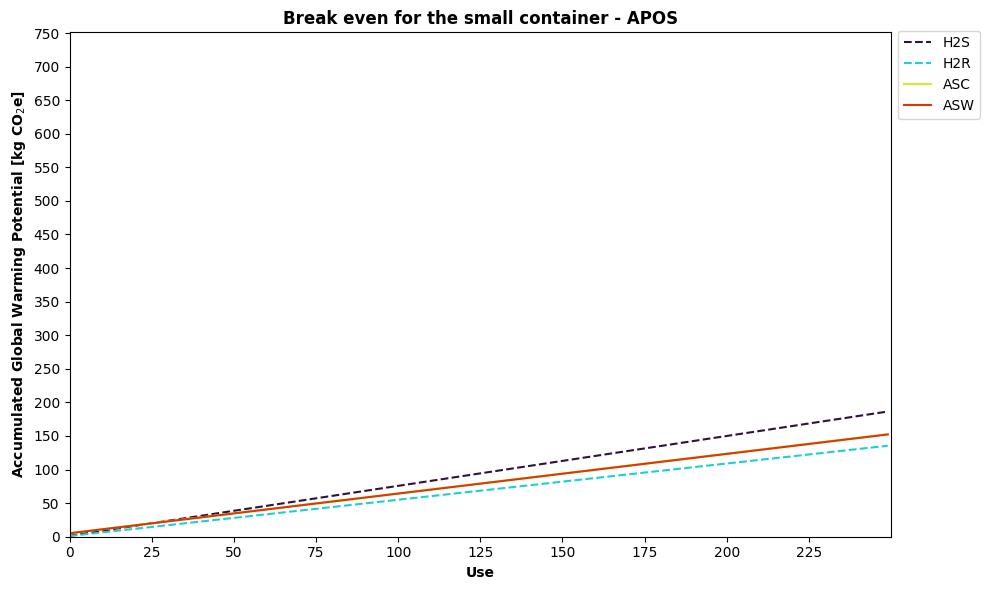 Break even for the small container - APOS
Accumulated Global Warming Potential [kg CO₂e]
750
700
650
600
550
500
450
400
350
300
250
200
150
100
50
0
0 25 50 75 100 125 150 175 200 225
Use
H2S
H2R
ASC
ASW